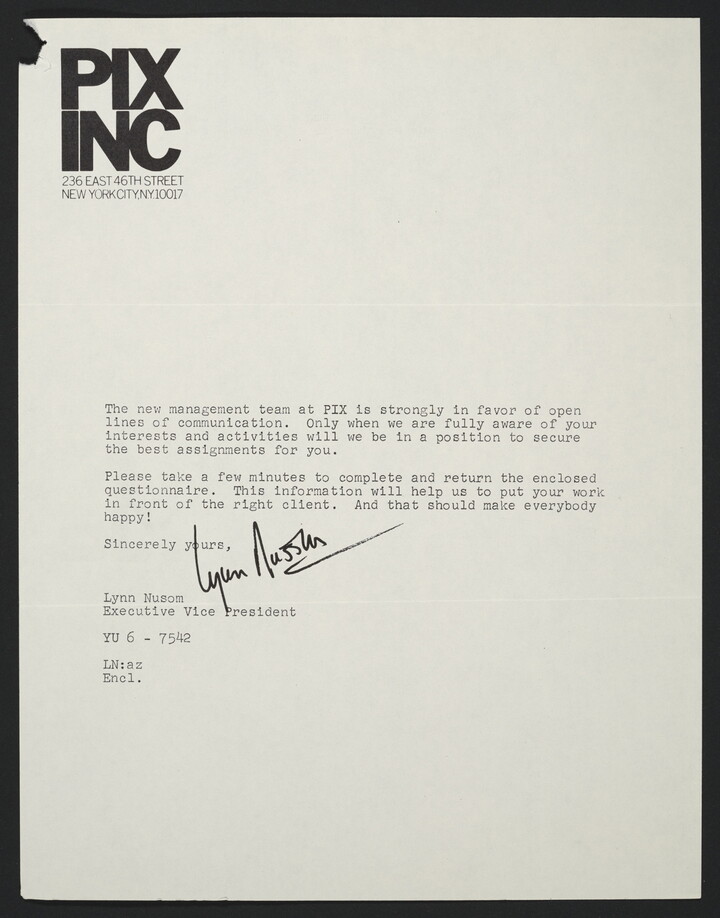 PIX
INC
236 EAST 46TH STREET
NEW YORK CITY, N.Y. 10017
The new management team at PIX is strongly in favor of open
lines of communication.  Only when we are fully aware of your
interests and activities will we be in a position to secure
the best assignments for you.
Please take a few minutes to complete and return the enclosed
questionnaire.  This information will help us to put your work
in front of the right client.  And that should make everybody
happy!
Sincerely yours,
Lynn Nusom
Lynn Nusom
Executive Vice President
YU 6 - 7542
LN:az
Encl.